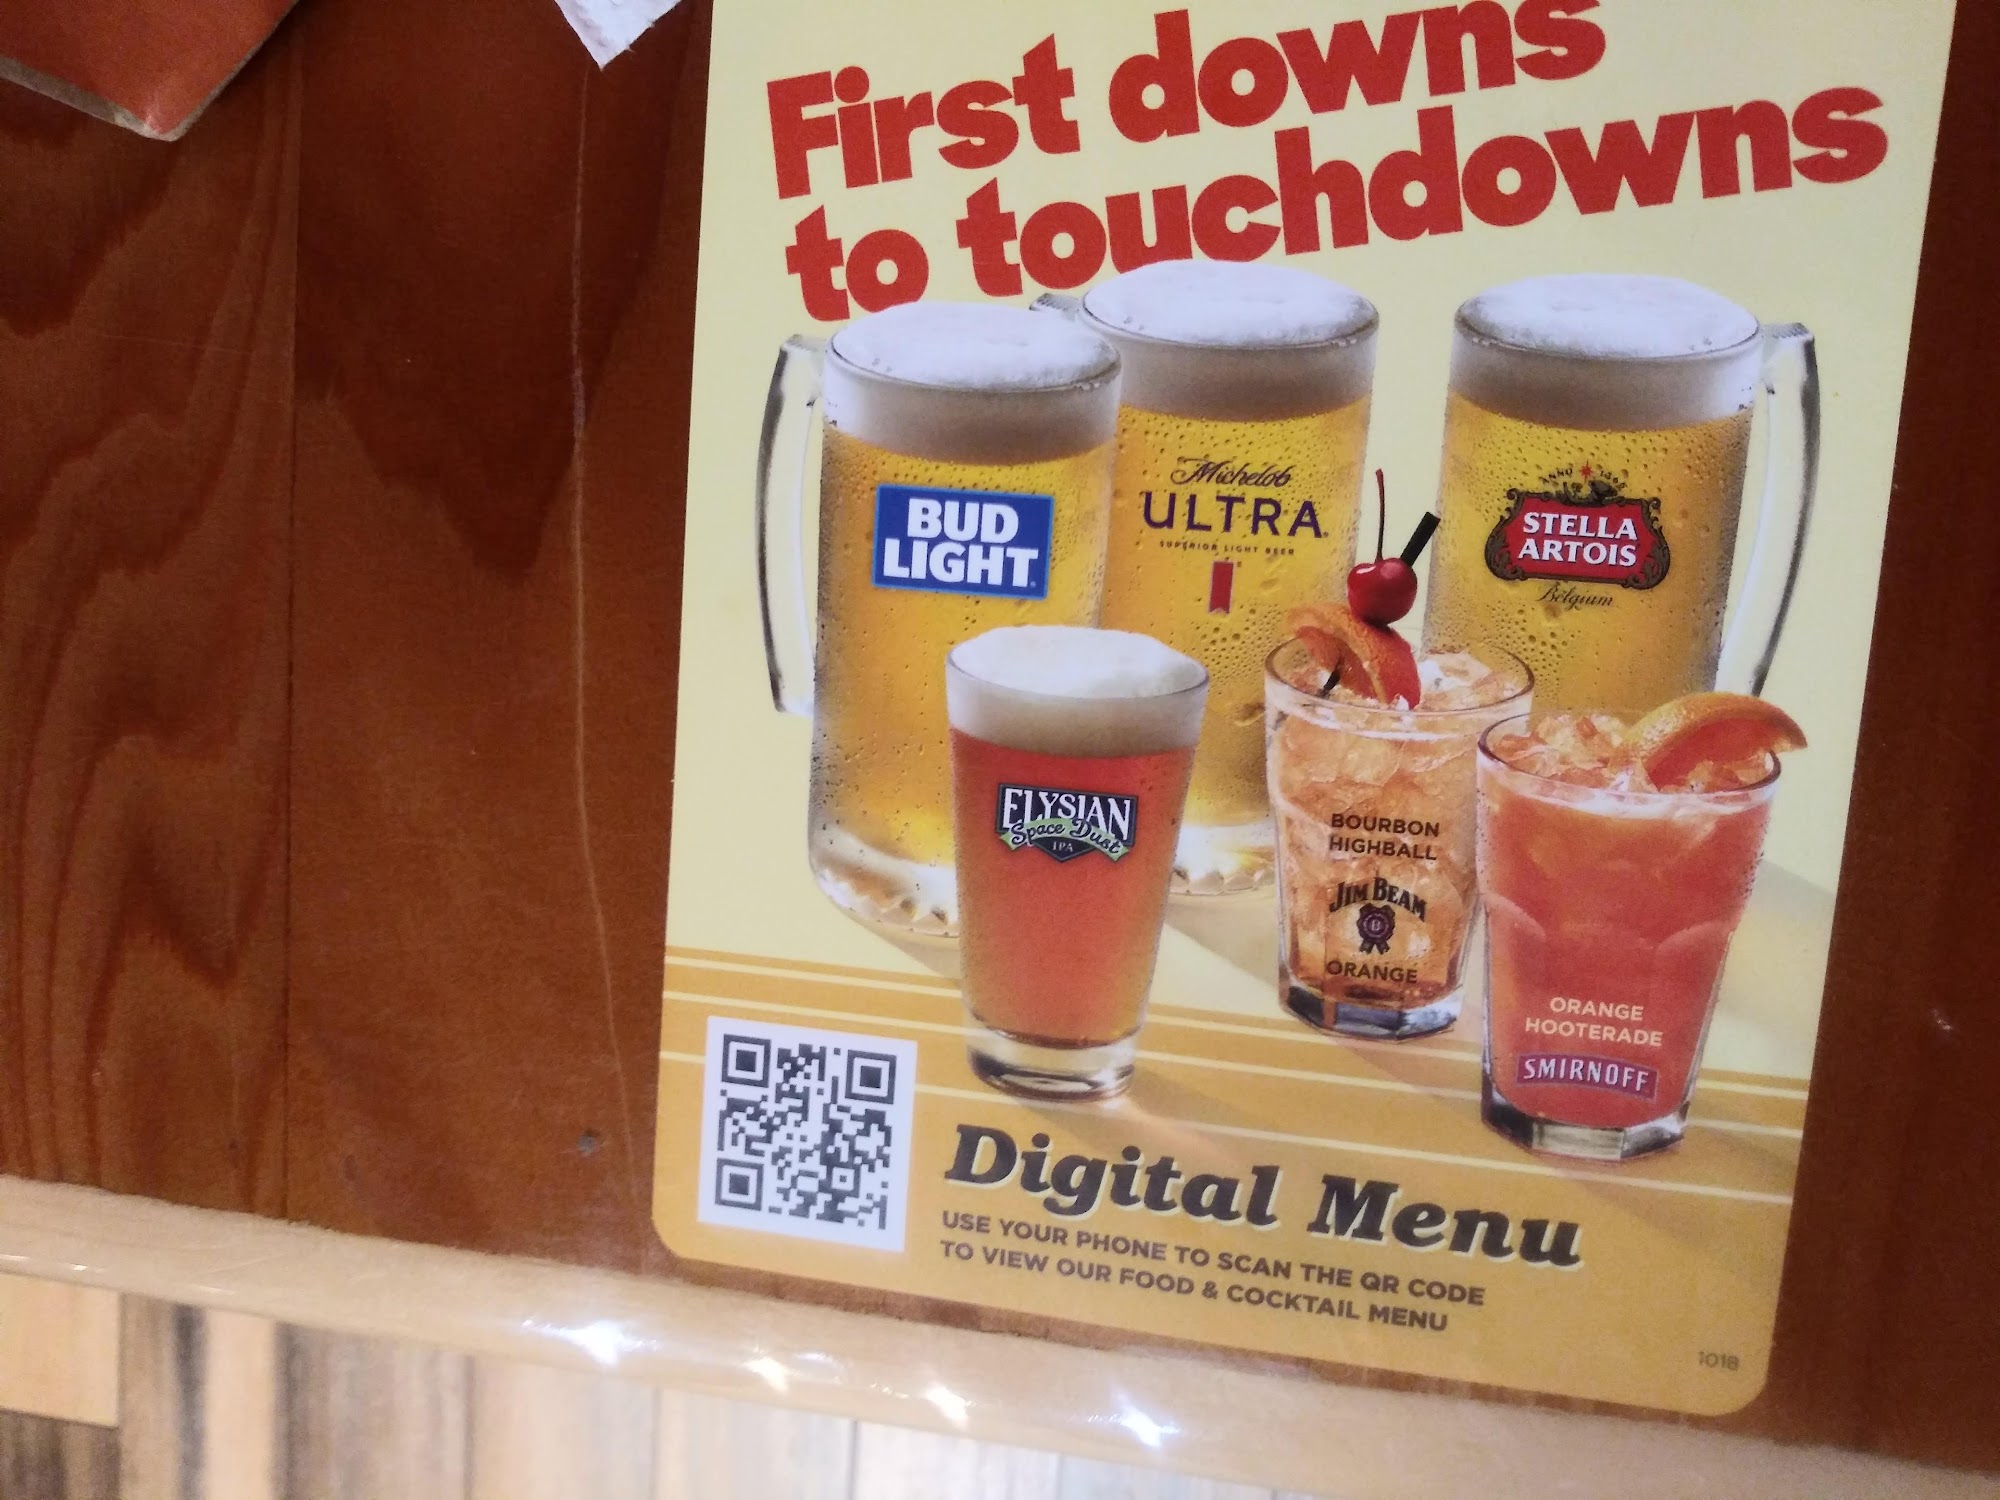 First downs
to touchdowns
BUD
LIGHT
Michelob
ULTRA
SUPERIOR LIGHT BEER
ANNO 1366
STELLA
ARTOIS
Belgium
ELYSIAN
Space Dust
IPA
BOURBON
HIGHBALL
JIM BEAM
B
ORANGE
ORANGE
HOOTERADE
SMIRNOFF
Digital Menu
USE YOUR PHONE TO SCAN THE QR CODE
TO VIEW OUR FOOD & COCKTAIL MENU
1018